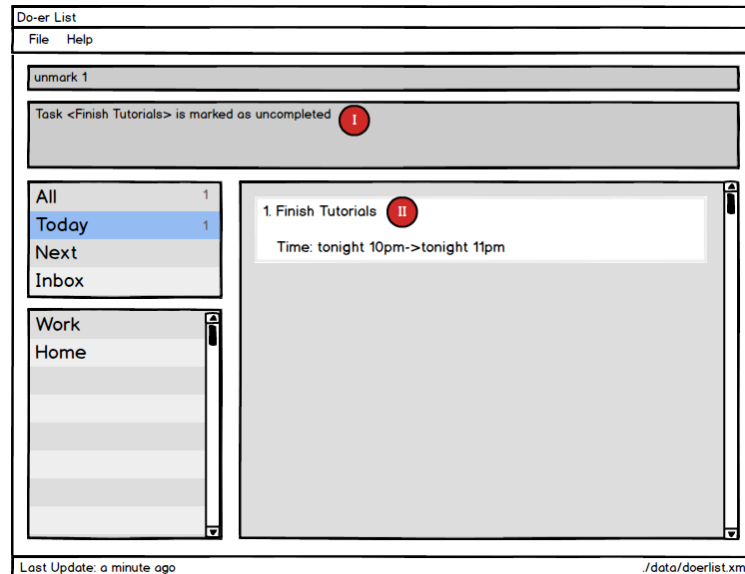 Do-er List
File Help
unmark 1
Task <Finish Tutorials> is marked as uncompleted I
All 1
Today 1
Next
Inbox
Work
Home
1. Finish Tutorials II
Time: tonight 10pm->tonight 11pm
Last Update: a minute ago
./data/doerlist.xm